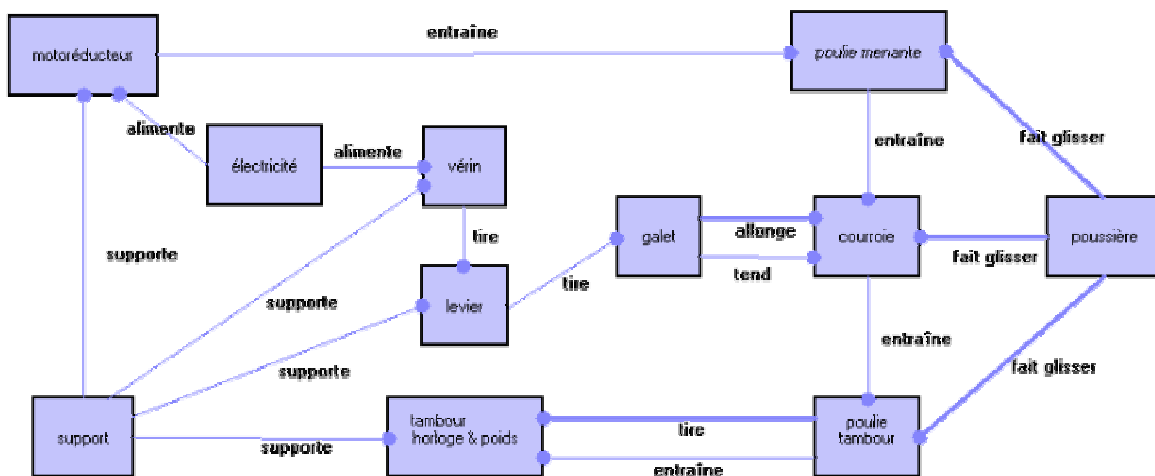 entraîne
motoréducteur
poulie menante
alimente
électricité
alimente
vérin
entraîne
fait glisser
supporte
tire
galet
allonge
courroie
poussière
fait glisser
tend
tire
supporte
levier
entraîne
supporte
fait glisser
support
supporte
tambour
horloge & poids
tire
entraîne
poulie
tambour